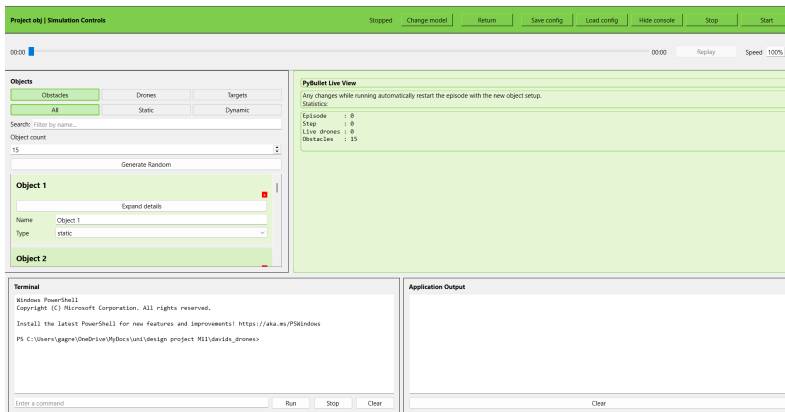 Project obj | Simulation Controls Stopped Change model Return Save config Load config Hide console Stop Start
00:00 00:00 Replay Speed 100%
Objects
Obstacles Drones Targets
All Static Dynamic
Search: Filter by name...
Object count
15
Generate Random
Object 1
Expand details
Name Object 1
Type static
Object 2
PyBullet Live View
Any changes while running automatically restart the episode with the new object setup.
Statistics:
Episode : 0
Step : 0
Live drones : 0
Obstacles : 15
Terminal
Windows PowerShell
Copyright (C) Microsoft Corporation. All rights reserved.
Install the latest PowerShell for new features and improvements! https://aka.ms/PSWindows
PS C:\Users\gagre\OneDrive\MyDocs\uni\design project M11\davids_drones>
Enter a command Run Stop Clear
Application Output
Clear